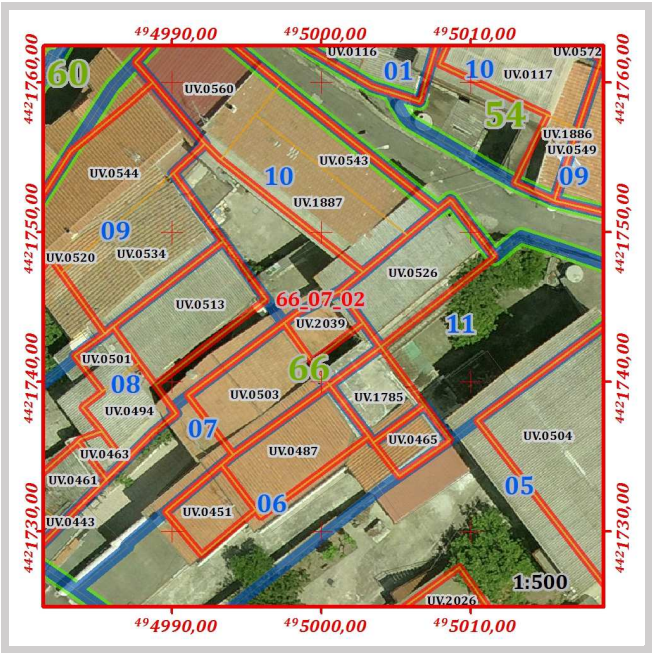 ⁴⁹4990,00 ⁴⁹5000,00 ⁴⁹5010,00
⁴⁴²1760,00
⁴⁴²1750,00
⁴⁴²1740,00
⁴⁴²1730,00
UV.0116
UV.0572
60
01
10
UV.0117
⁴⁴²1760,00
UV.0560
54
UV.1886
UV.0543
UV.0549
UV.0544
10
09
UV.1887
09
UV.0520
UV.0534
UV.0526
⁴⁴²1750,00
66_07_02
UV.0513
UV.2039
11
UV.0501
66
08
UV.0503
UV.1785
⁴⁴²1740,00
UV.0494
07
UV.0465
UV.0504
UV.0463
UV.0487
UV.0461
05
06
UV.0451
UV.0443
⁴⁴²1730,00
1:500
UV.2026
⁴⁹4990,00 ⁴⁹5000,00 ⁴⁹5010,00